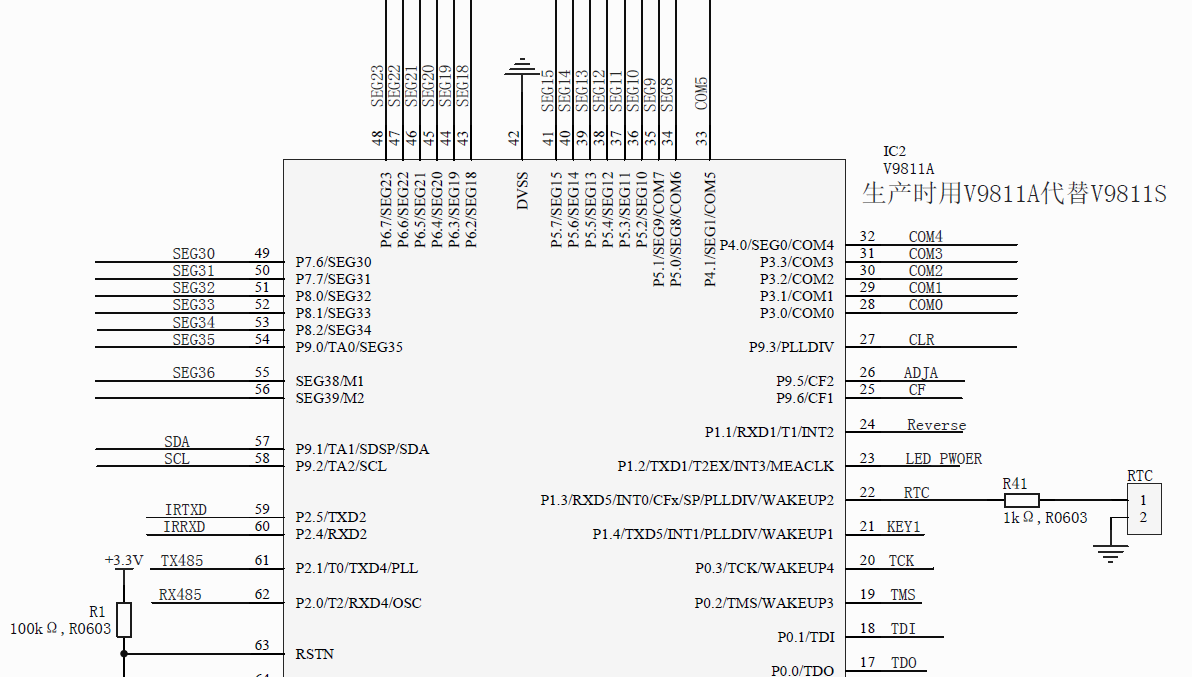 SEG23
SEG22
SEG21
SEG20
SEG19
SEG18
SEG15
SEG14
SEG13
SEG12
SEG11
SEG10
SEG9
SEG8
COM5
48
47
46
45
44
43
42
41
40
39
38
37
36
35
34
33
P6.7/SEG23
P6.6/SEG22
P6.5/SEG21
P6.4/SEG20
P6.3/SEG19
P6.2/SEG18
DVSS
P5.7/SEG15
P5.6/SEG14
P5.5/SEG13
P5.4/SEG12
P5.3/SEG11
P5.2/SEG10
P5.1/SEG9/COM7
P5.0/SEG8/COM6
P4.1/SEG1/COM5
IC2
V9811A
生产时用V9811A代替V9811S
SEG30 49 P7.6/SEG30
SEG31 50 P7.7/SEG31
SEG32 51 P8.0/SEG32
SEG33 52 P8.1/SEG33
SEG34 53 P8.2/SEG34
SEG35 54 P9.0/TA0/SEG35
SEG36 55 SEG38/M1
56 SEG39/M2
SDA 57 P9.1/TA1/SDSP/SDA
SCL 58 P9.2/TA2/SCL
IRTXD 59 P2.5/TXD2
IRRXD 60 P2.4/RXD2
+3.3V TX485 61 P2.1/T0/TXD4/PLL
RX485 62 P2.0/T2/RXD4/OSC
R1
100kΩ,R0603
63 RSTN
P4.0/SEG0/COM4 32 COM4
P3.3/COM3 31 COM3
P3.2/COM2 30 COM2
P3.1/COM1 29 COM1
P3.0/COM0 28 COM0
P9.3/PLLDIV 27 CLR
P9.5/CF2 26 ADJA
P9.6/CF1 25 CF
P1.1/RXD1/T1/INT2 24 Reverse
P1.2/TXD1/T2EX/INT3/MEACLK 23 LED PWOER
P1.3/RXD5/INT0/CFx/SP/PLLDIV/WAKEUP2 22 RTC
R41
1kΩ,R0603
RTC
1
2
P1.4/TXD5/INT1/PLLDIV/WAKEUP1 21 KEY1
P0.3/TCK/WAKEUP4 20 TCK
P0.2/TMS/WAKEUP3 19 TMS
P0.1/TDI 18 TDI
P0.0/TDO 17 TDO